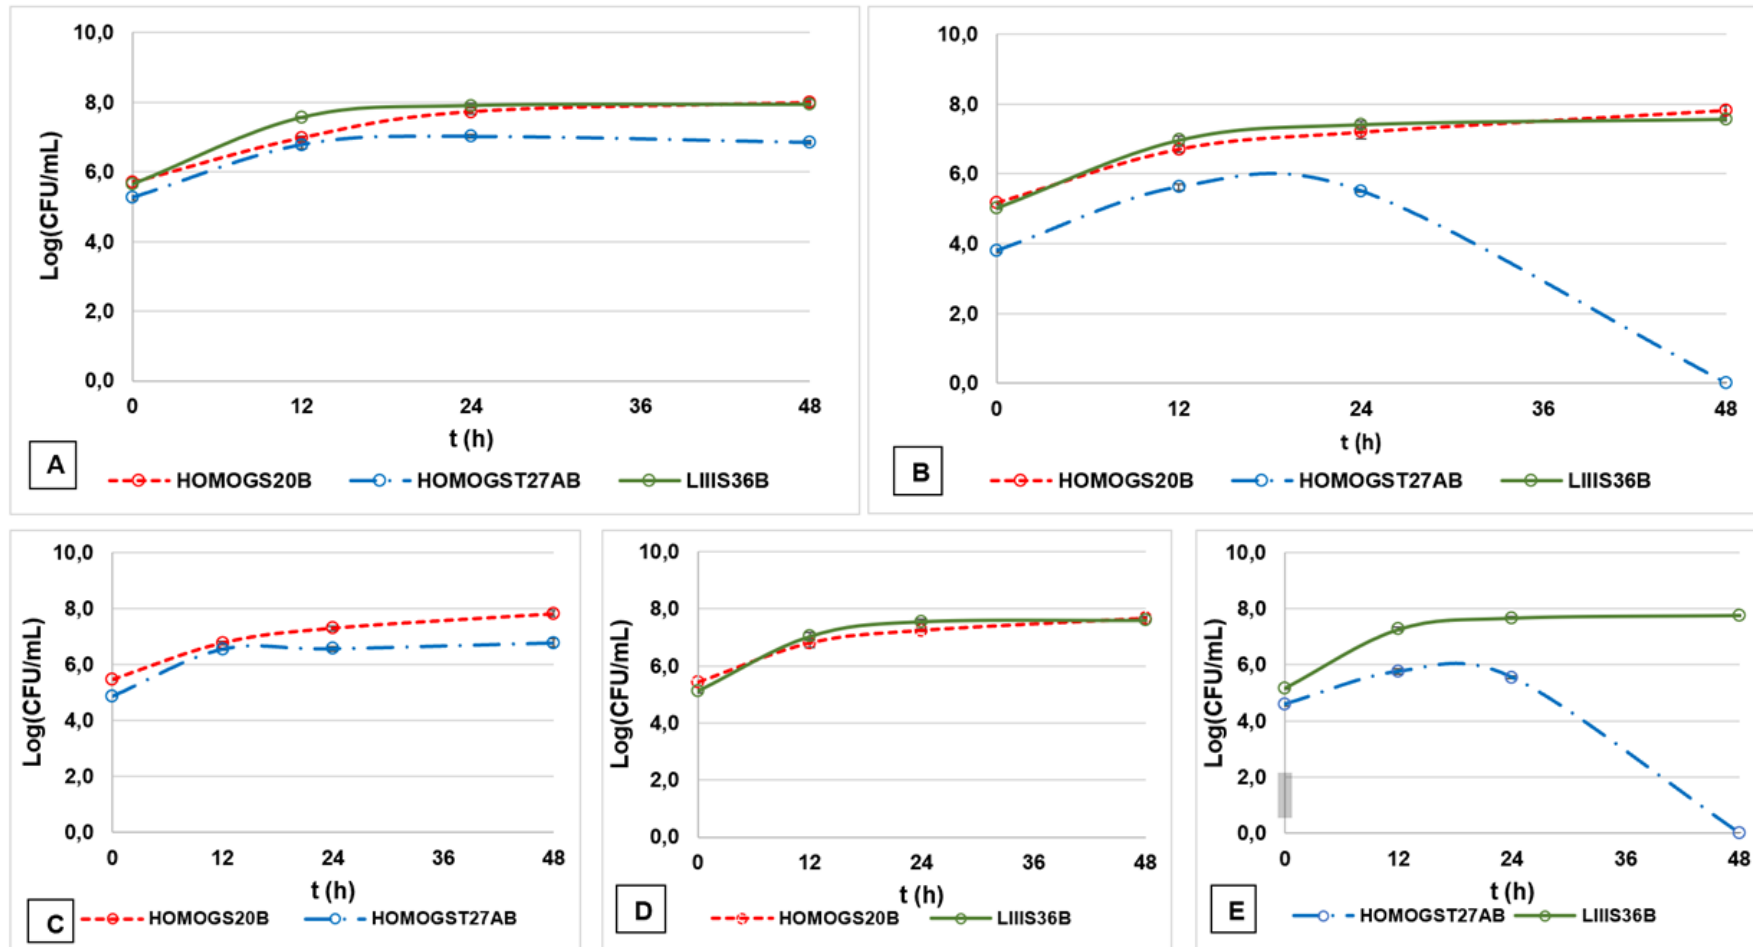 10,0
8,0
6,0
4,0
2,0
0,0
Log(CFU/mL)
0 12 24 36 48
t (h)
A
HOMOGS20B HOMOGST27AB LIIIS36B
10,0
8,0
6,0
4,0
2,0
0,0
Log(CFU/mL)
0 12 24 36 48
t (h)
B
HOMOGS20B HOMOGST27AB LIIIS36B
10,0
8,0
6,0
4,0
2,0
0,0
Log(CFU/mL)
0 12 24 36 48
t (h)
C
HOMOGS20B HOMOGST27AB
10,0
8,0
6,0
4,0
2,0
0,0
Log(CFU/mL)
0 12 24 36 48
t (h)
D
HOMOGS20B LIIIS36B
10,0
8,0
6,0
4,0
2,0
0,0
Log(CFU/mL)
0 12 24 36 48
t (h)
E
HOMOGST27AB LIIIS36B